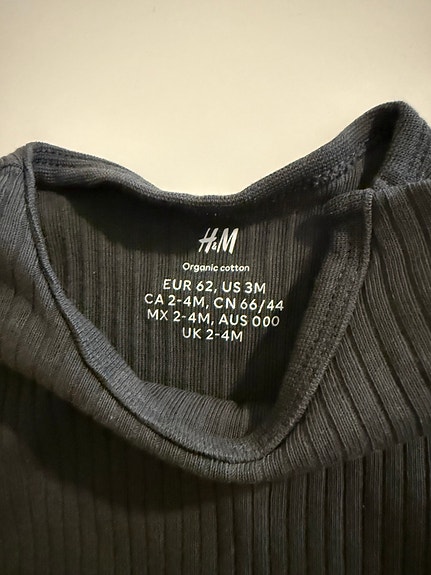 H&M
Organic cotton
EUR 62, US 3M
CA 2-4M, CN 66/44
MX 2-4M, AUS 000
UK 2-4M